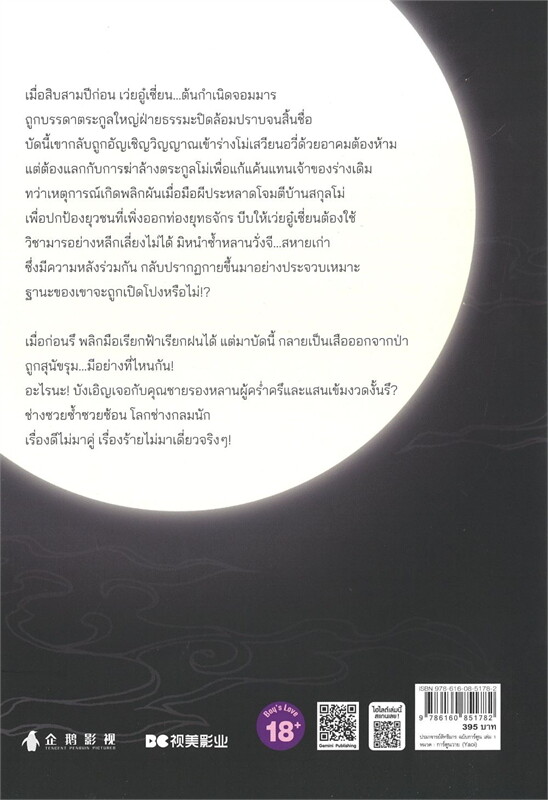 เมื่อสิบสามปีก่อน เว่ยอู๋เซี่ยน...ต้นกำเนิดจอมมาร
ถูกบรรดาตระกูลใหญ่ฝ่ายธรรมะปิดล้อมปราบจนสิ้นชื่อ
บัดนี้เขากลับถูกอัญเชิญวิญญาณเข้าร่างโม่เสวียนอวี่ด้วยอาคมต้องห้าม
แต่ต้องแลกกับการฆ่าล้างตระกูลโม่เพื่อแก้แค้นแทนเจ้าของร่างเดิม
ทว่าเหตุการณ์เกิดพลิกผันเมื่อมือผีประหลาดโจมตีบ้านสกุลโม่
เพื่อปกป้องยุวชนที่เพิ่งออกท่องยุทธจักร บีบให้เว่ยอู๋เซี่ยนต้องใช้
วิชามารอย่างหลีกเลี่ยงไม่ได้ มิหนำซ้ำหลานวั่งจี...สหายเก่า
ซึ่งมีความหลังร่วมกัน กลับปรากฏกายขึ้นมาอย่างประจวบเหมาะ
ฐานะของเขาจะถูกเปิดโปงหรือไม่!?
เมื่อก่อนรึ พลิกมือเรียกฟ้าเรียกฝนได้ แต่มาบัดนี้ กลายเป็นเสือออกจากป่า
ถูกสุนัขรุม...มีอย่างที่ไหนกัน!
อะไรนะ! บังเอิญเจอกับคุณชายรองหลานผู้คร่ำครึและแสนเข้มงวดงั้นรึ?
ช่างซวยซ้ำซวยซ้อน โลกช่างกลมนัก
เรื่องดีไม่มาคู่ เรื่องร้ายไม่มาเดี่ยวจริงๆ!
企鹅影视
TENCENT PENGUIN PICTURES
视美影业
Boy's Love
18+
Gemini Publishing
ไฮไลต์เล่มนี้
สแกนเลย!
ISBN 978-616-08-5178-2
9 786160 851782
395 บาท
ปรมาจารย์ลัทธิมาร ฉบับการ์ตูน เล่ม 1
หมวด : การ์ตูนวาย (Yaoi)